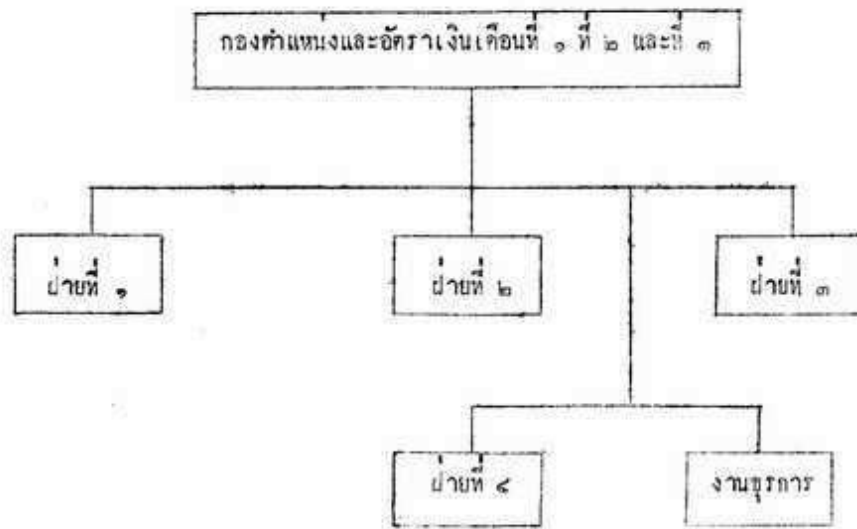 กองตำแหน่งและอัตราเงินเดือนที่ ๑ ที่ ๒ และที่ ๓
ฝ่ายที่ ๑
ฝ่ายที่ ๒
ฝ่ายที่ ๓
ฝ่ายที่ ๔
งานธุรการ